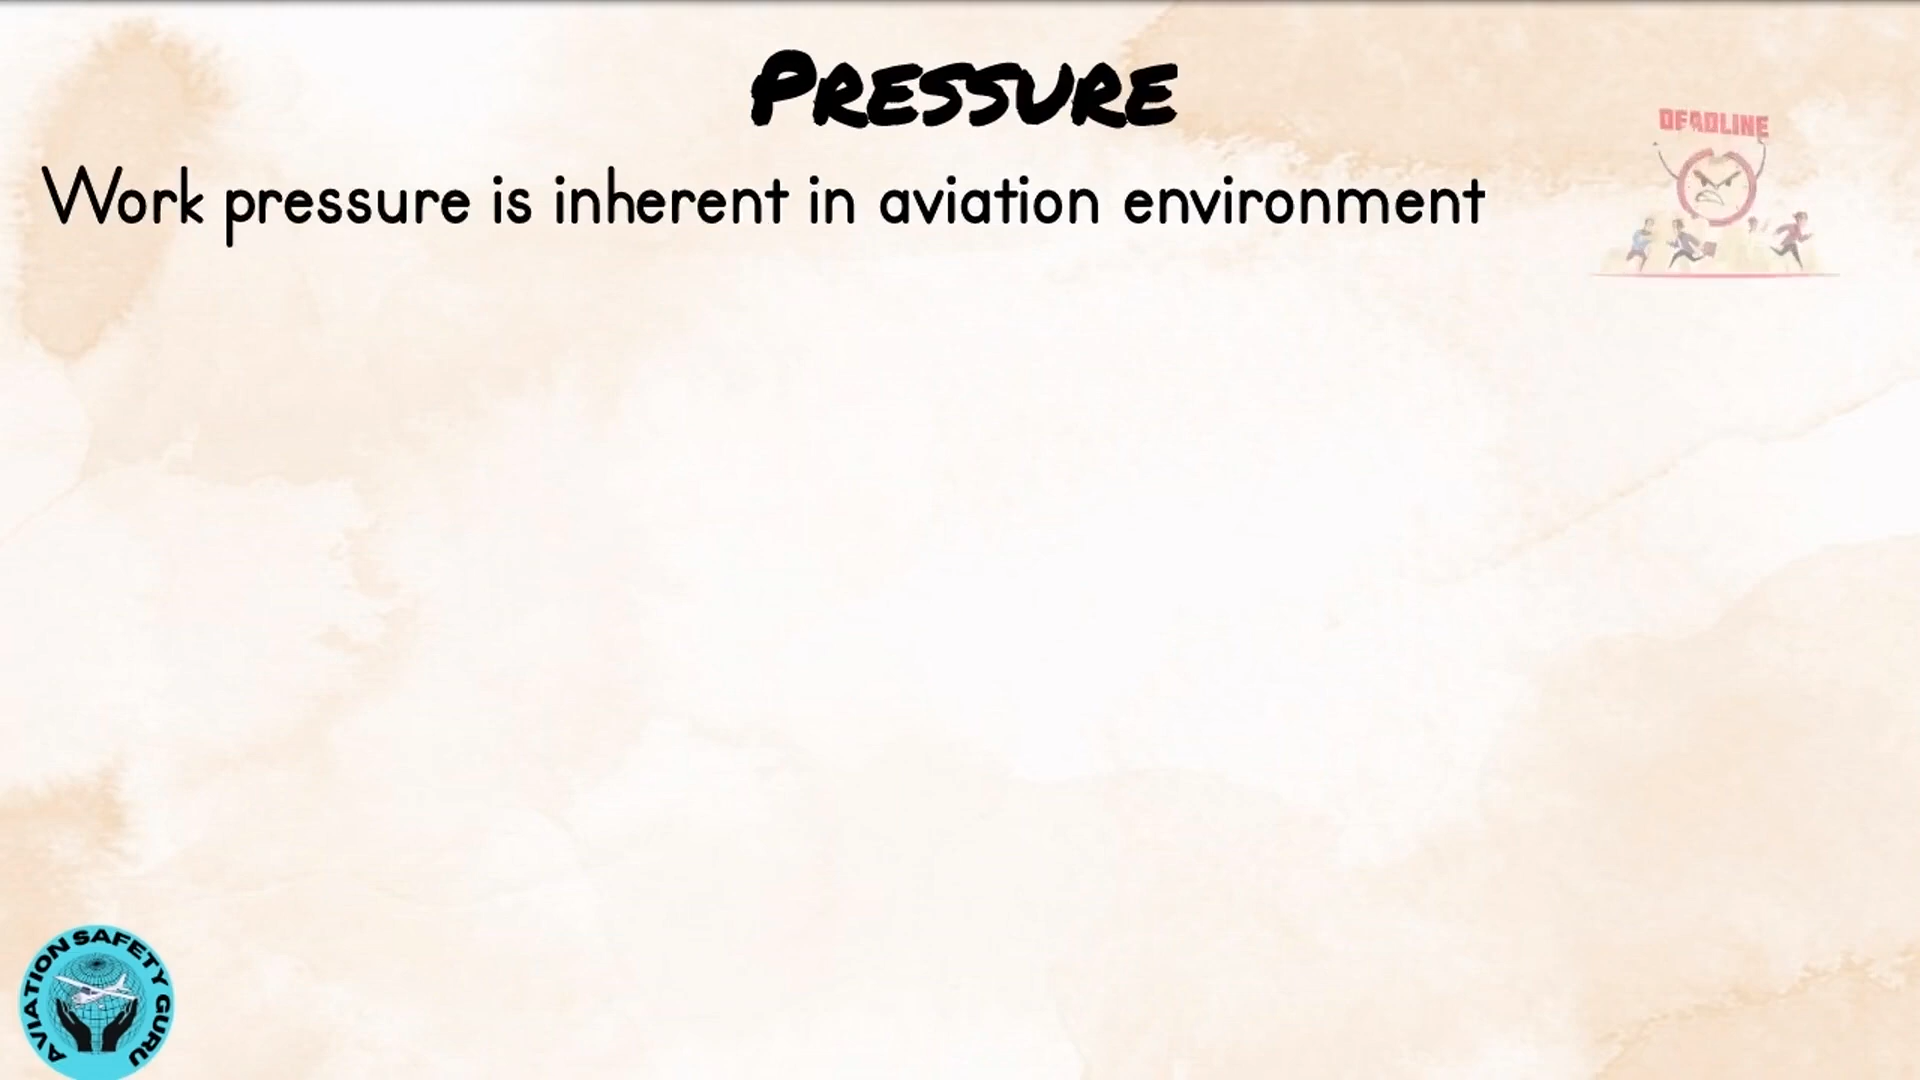 PRESSURE
DEADLINE
Work pressure is inherent in aviation environment
AVIATION SAFETY GURU